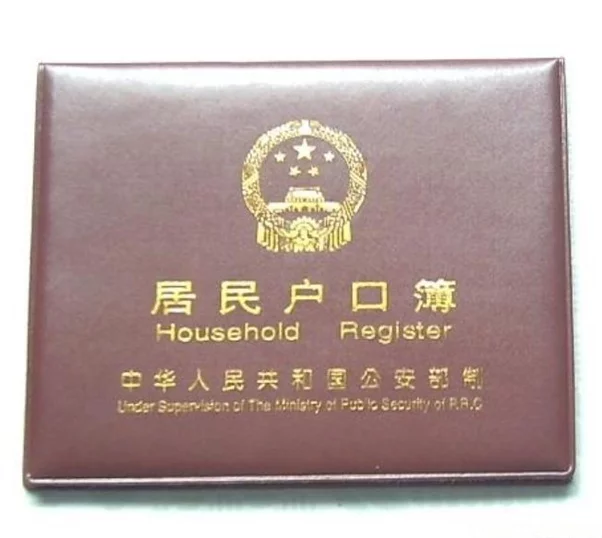 居民户口簿
Household Register
中华人民共和国公安部制
Under Supervision of The Ministry of Public Security of P.R.C